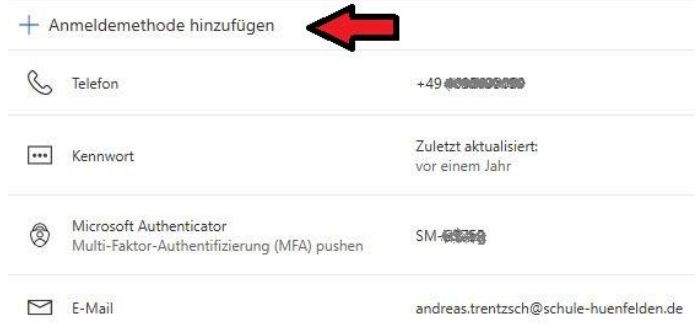 + Anmeldemethode hinzufügen
Telefon +49
Kennwort Zuletzt aktualisiert:
vor einem Jahr
Microsoft Authenticator
Multi-Faktor-Authentifizierung (MFA) pushen SM-
E-Mail andreas.trentzsch@schule-huenfelden.de